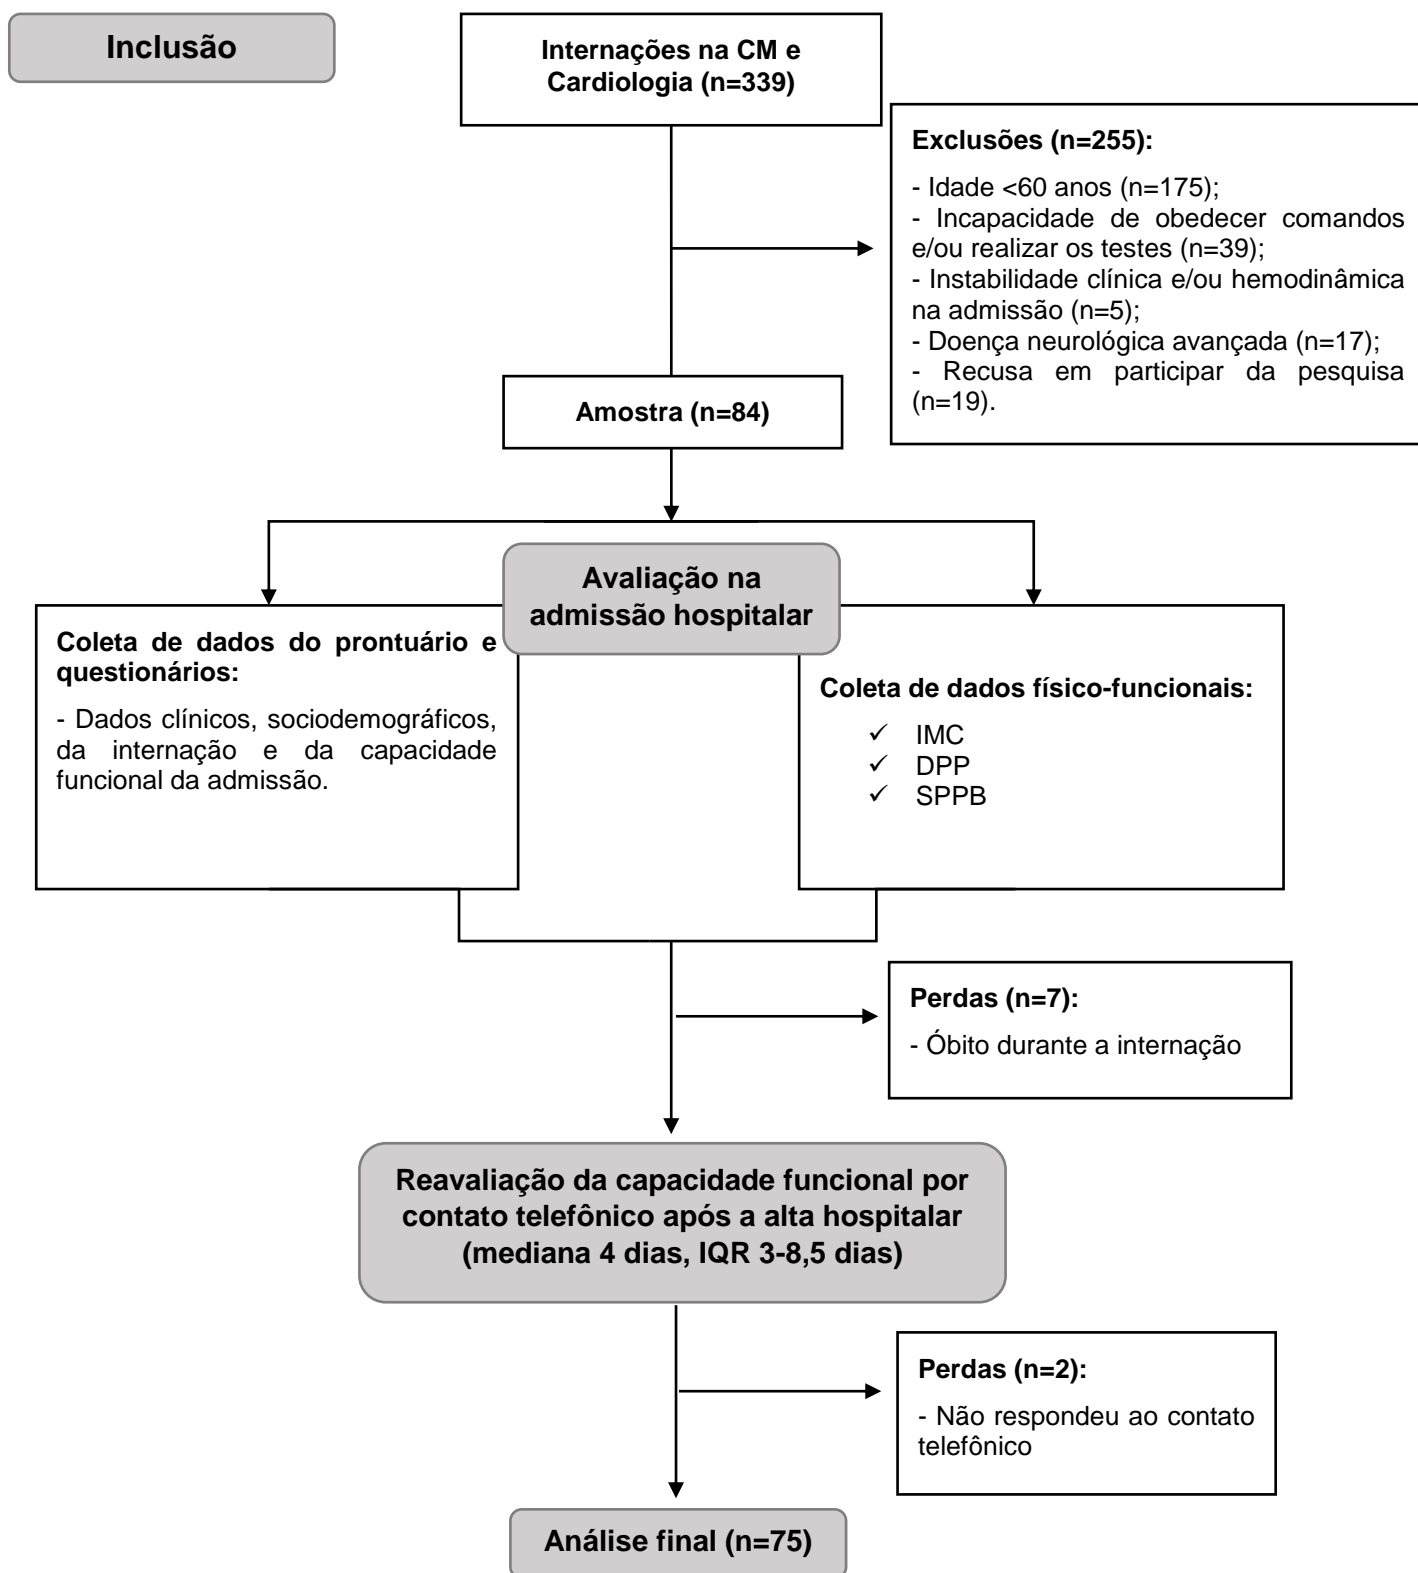 Inclusão
Internações na CM e
Cardiologia (n=339)
Exclusões (n=255):
- Idade <60 anos (n=175);
- Incapacidade de obedecer comandos
e/ou realizar os testes (n=39);
- Instabilidade clínica e/ou hemodinâmica
na admissão (n=5);
- Doença neurológica avançada (n=17);
- Recusa em participar da pesquisa
(n=19).
Amostra (n=84)
Avaliação na
admissão hospitalar
Coleta de dados do prontuário e
questionários:
- Dados clínicos, sociodemográficos,
da internação e da capacidade
funcional da admissão.
Coleta de dados físico-funcionais:
✓ IMC
✓ DPP
✓ SPPB
Perdas (n=7):
- Óbito durante a internação
Reavaliação da capacidade funcional por
contato telefônico após a alta hospitalar
(mediana 4 dias, IQR 3-8,5 dias)
Perdas (n=2):
- Não respondeu ao contato
telefônico
Análise final (n=75)